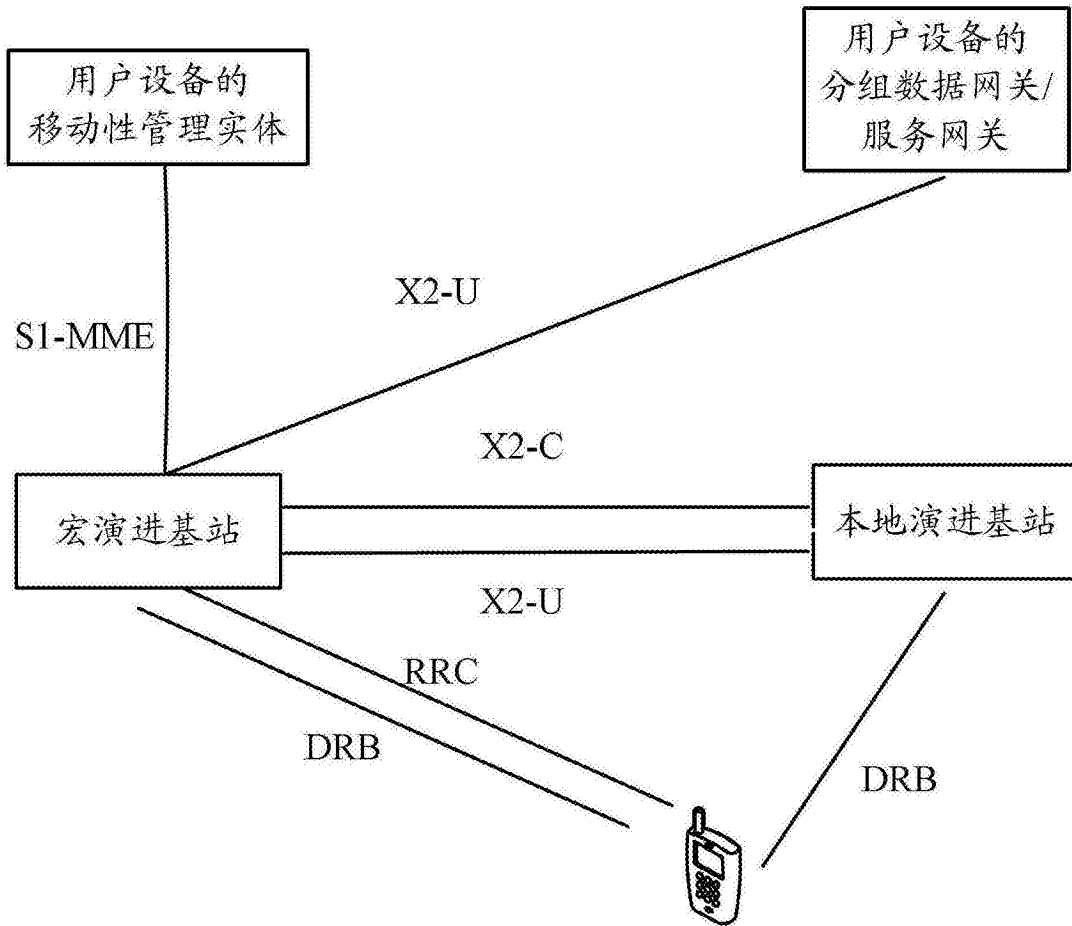 用户设备的
移动性管理实体
用户设备的
分组数据网关/
服务网关
X2-U
S1-MME
X2-C
宏演进基站
本地演进基站
X2-U
RRC
DRB
DRB